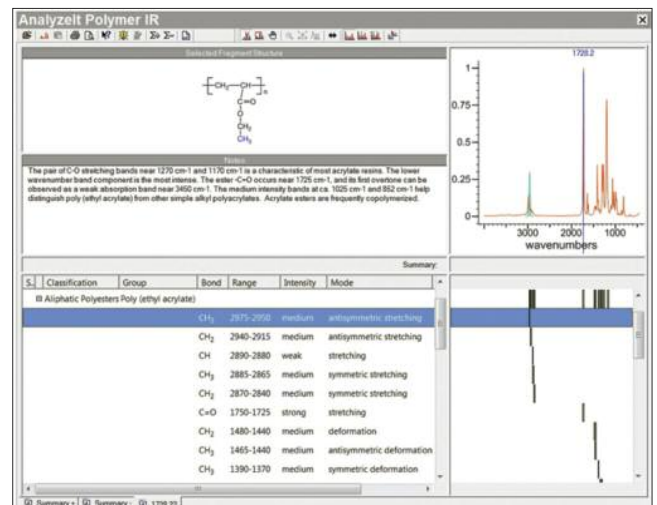 AnalyzeIt Polymer IR
Selected Fragment Structure
CH₂ CH n
C=O
O
CH₂
CH₃
Notes
The pair of C-O stretching bands near 1270 cm-1 and 1170 cm-1 is a characteristic of most acrylate resins. The lower
wavenumber band component is the most intense. The ester -C=O occurs near 1725 cm-1, and its first overtone can be
observed as a weak absorption band near 3450 cm-1. The medium intensity bands at ca. 1025 cm-1 and 852 cm-1 help
distinguish poly (ethyl acrylate) from other simple alkyl polyacrylates. Acrylate esters are frequently copolymerized.
1728.2
1
0.75
0.5
0.25
0
3000 2000 1000
wavenumbers
Summary:
S.. Classification Group Bond Range Intensity Mode
Aliphatic Polyesters Poly (ethyl acrylate)
CH₃ 2975-2950 medium antisymmetric stretching
CH₂ 2940-2915 medium antisymmetric stretching
CH 2890-2880 weak stretching
CH₃ 2885-2865 medium symmetric stretching
CH₂ 2870-2840 medium symmetric stretching
C=O 1750-1725 strong stretching
CH₂ 1480-1440 medium deformation
CH₃ 1465-1440 medium antisymmetric deformation
CH₃ 1390-1370 medium symmetric deformation
Summary + Summary - 1728.22